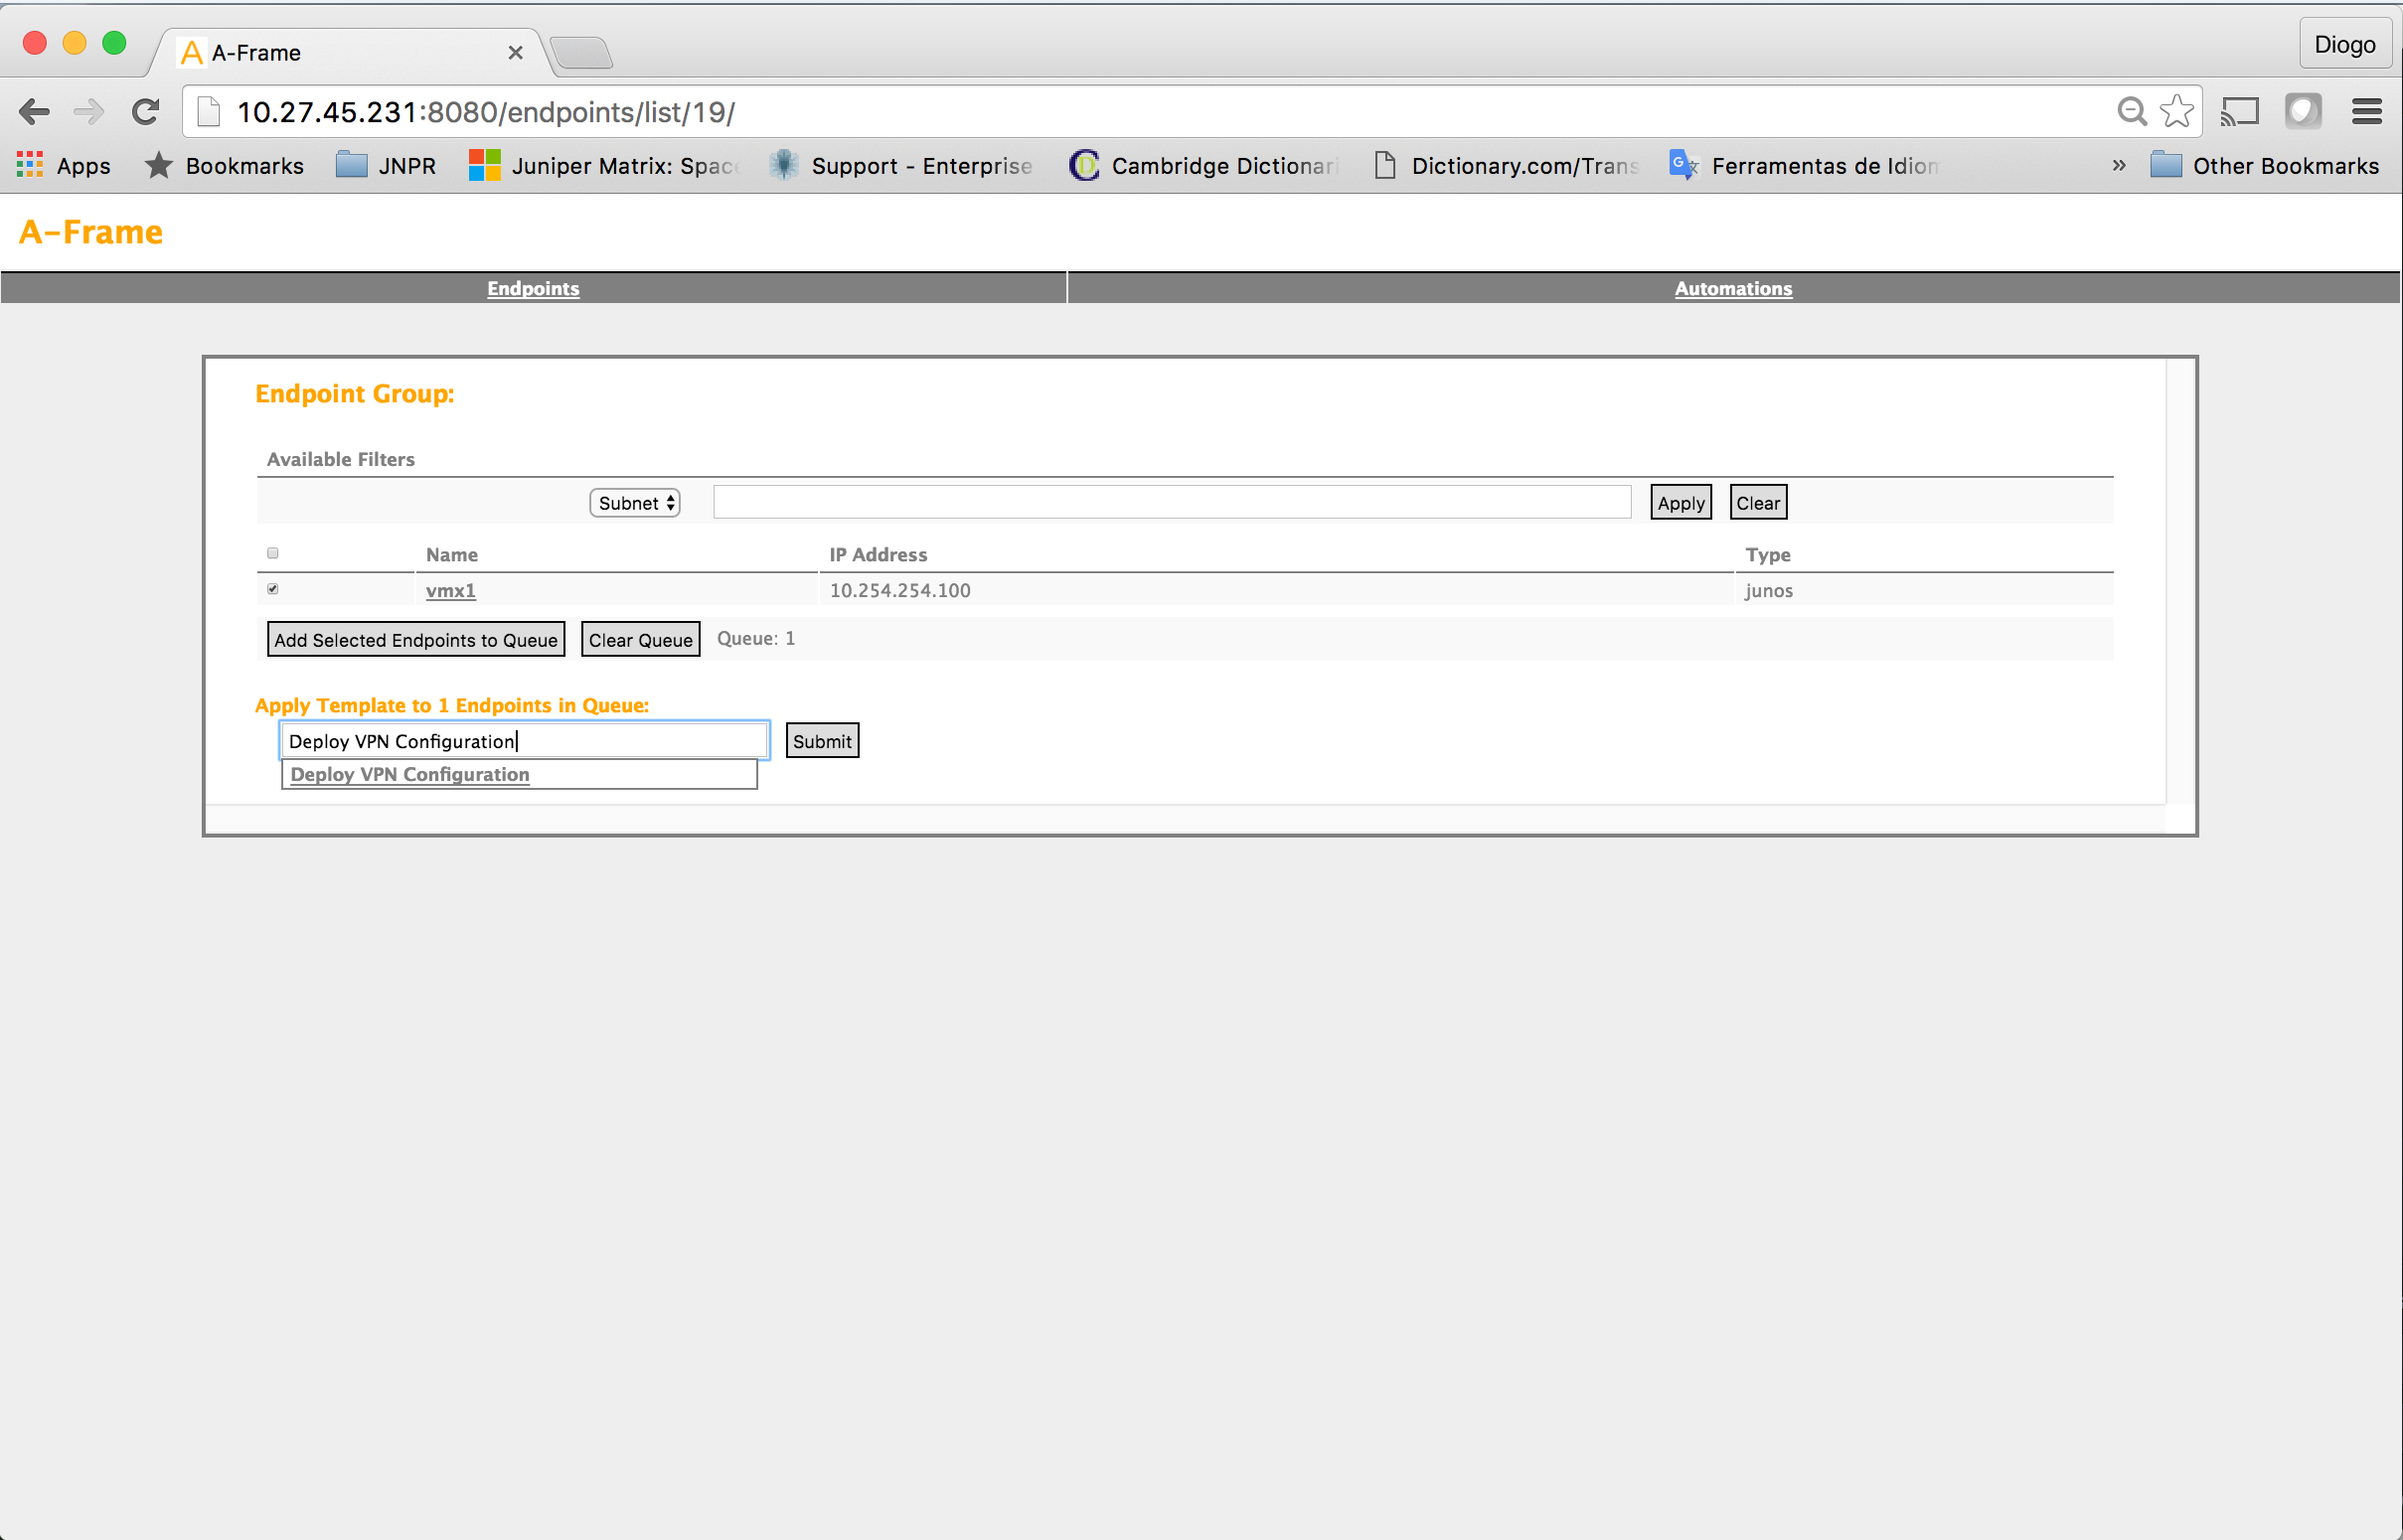 A-Frame
Diogo
10.27.45.231:8080/endpoints/list/19/
Apps Bookmarks JNPR Juniper Matrix: Space Support - Enterprise Cambridge Dictionari Dictionary.com/Trans Ferramentas de Idiom » Other Bookmarks
A-Frame
Endpoints Automations
Endpoint Group:
Available Filters
Subnet Apply Clear
Name IP Address Type
vmx1 10.254.254.100 junos
Add Selected Endpoints to Queue Clear Queue Queue: 1
Apply Template to 1 Endpoints in Queue:
Deploy VPN Configuration Submit
Deploy VPN Configuration